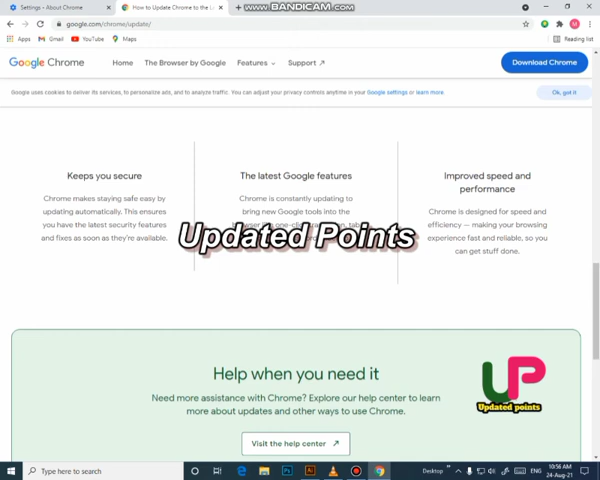 Settings - About Chrome
How to Update Chrome to the L
www.BANDICAM.com
google.com/chrome/update/
Apps
Gmail
YouTube
Maps
Reading list
Google Chrome
Home
The Browser by Google
Features
Support
Download Chrome
Google uses cookies to deliver its services, to personalize ads, and to analyze traffic. You can adjust your privacy controls anytime in your Google settings or learn more.
Ok, got it
Keeps you secure
Chrome makes staying safe easy by
updating automatically. This ensures
you have the latest security features
and fixes as soon as they're available.
The latest Google features
Chrome is constantly updating to
bring new Google tools into the
Improved speed and
performance
Chrome is designed for speed and
efficiency — making your browsing
experience fast and reliable, so you
can get stuff done.
Updated Points
Help when you need it
Need more assistance with Chrome? Explore our help center to learn
more about updates and other ways to use Chrome.
Visit the help center
UP
Updated points
Type here to search
Desktop
ENG
10:56 AM
24-Aug-21